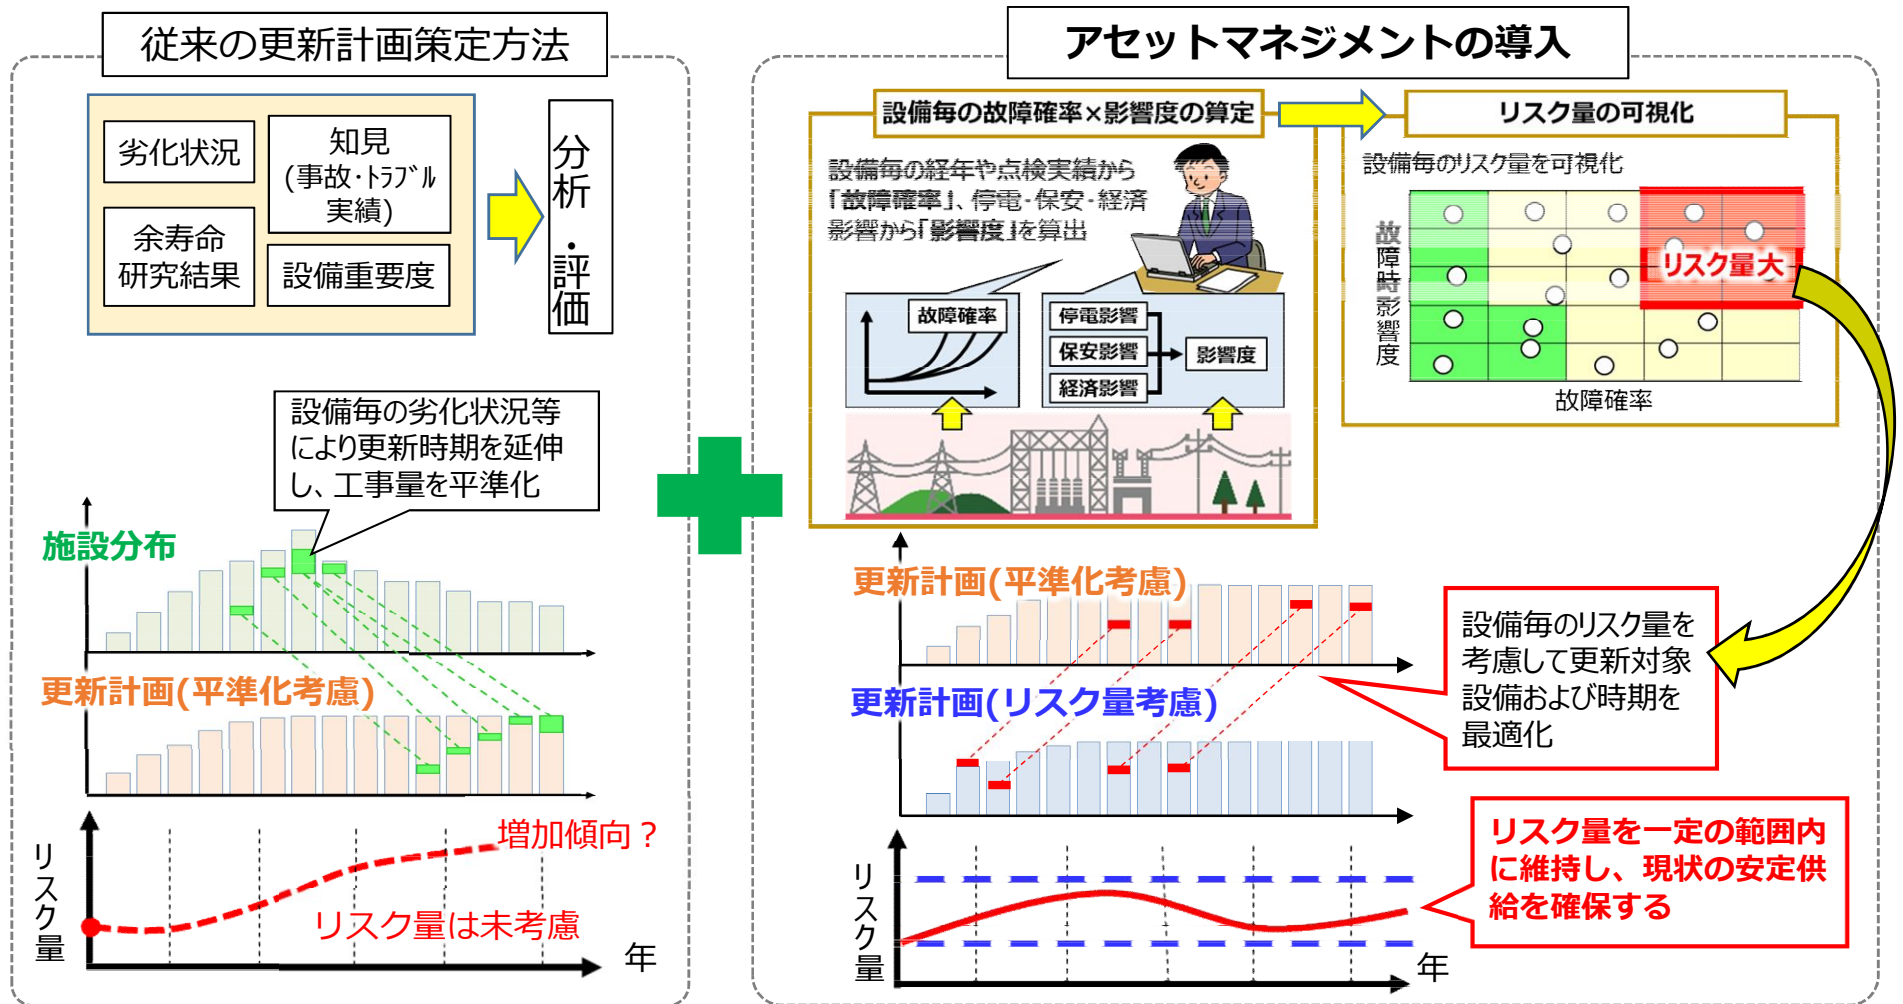 従来の更新計画策定方法
劣化状況
知見
(事故･ﾄﾗﾌﾞﾙ
実績)
余寿命
研究結果
設備重要度
分析・評価
設備毎の劣化状況等
により更新時期を延伸
し、工事量を平準化
施設分布
更新計画(平準化考慮)
リスク量
増加傾向？
リスク量は未考慮
年
アセットマネジメントの導入
設備毎の故障確率×影響度の算定
設備毎の経年や点検実績から
「故障確率」、停電・保安・経済
影響から「影響度」を算出
故障確率
停電影響
保安影響
経済影響
影響度
リスク量の可視化
設備毎のリスク量を可視化
故障時影響度
リスク量大
故障確率
更新計画(平準化考慮)
更新計画(リスク量考慮)
設備毎のリスク量を
考慮して更新対象
設備および時期を
最適化
リスク量
年
リスク量を一定の範囲内
に維持し、現状の安定供
給を確保する